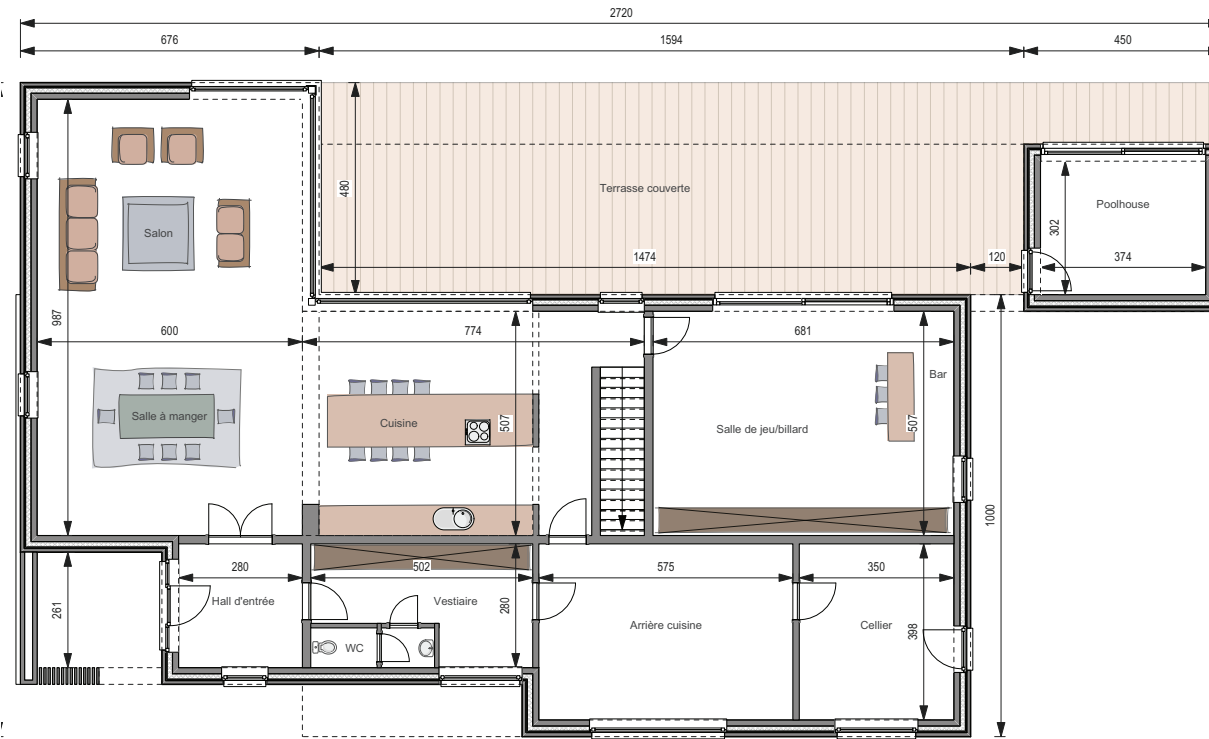 2720
676
1594
450
480
Terrasse couverte
Poolhouse
302
Salon
1474
120
374
987
600
774
681
Bar
Salle à manger
Cuisine
507
Salle de jeu/billard
507
1000
280
502
575
350
261
Hall d'entrée
280
Vestiaire
Arrière cuisine
Cellier
398
WC